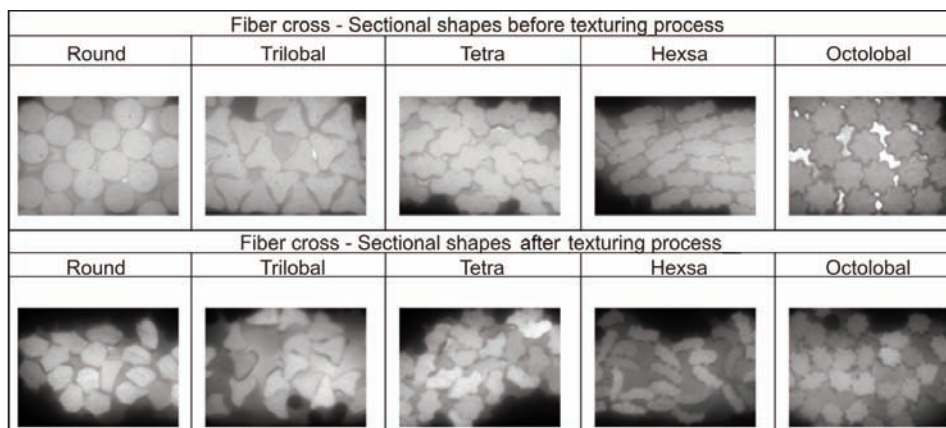 Fiber cross - Sectional shapes before texturing process
Round Trilobal Tetra Hexsa Octolobal
Fiber cross - Sectional shapes after texturing process
Round Trilobal Tetra Hexsa Octolobal